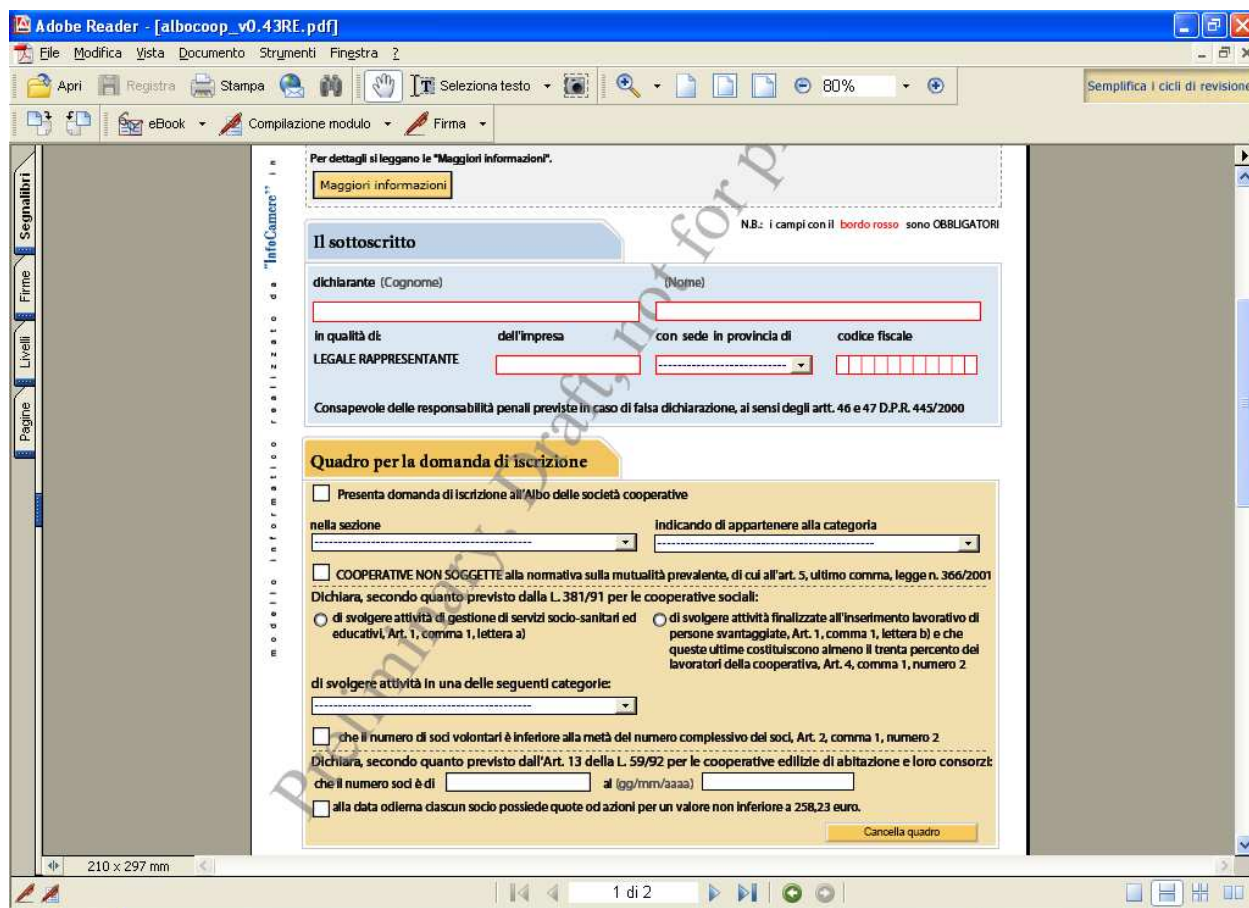 Adobe Reader - [albocoop_v0.43RE.pdf]
File Modifica Vista Documento Strumenti Finestra ?
Apri Registra Stampa Seleziona testo 80% Semplifica i cicli di revisione
eBook Compilazione modulo Firma
Segnalibri
Firme
Livelli
Pagine
modello informatico realizzato da "InfoCamere"
Per dettagli si leggano le "Maggiori informazioni".
Maggiori informazioni
N.B.: i campi con il bordo rosso sono OBBLIGATORI
Il sottoscritto
dichiarante (Cognome) (Nome)
in qualità di: dell'impresa con sede in provincia di codice fiscale
LEGALE RAPPRESENTANTE
Consapevole delle responsabilità penali previste in caso di falsa dichiarazione, ai sensi degli artt. 46 e 47 D.P.R. 445/2000
Quadro per la domanda di iscrizione
Presenta domanda di iscrizione all'Albo delle società cooperative
nella sezione indicando di appartenere alla categoria
COOPERATIVE NON SOGGETTE alla normativa sulla mutualità prevalente, di cui all'art. 5, ultimo comma, legge n. 366/2001
Dichiara, secondo quanto previsto dalla L. 381/91 per le cooperative sociali:
di svolgere attività di gestione di servizi socio-sanitari ed
educativi, Art. 1, comma 1, lettera a)
di svolgere attività finalizzate all'inserimento lavorativo di
persone svantaggiate, Art. 1, comma 1, lettera b) e che
queste ultime costituiscono almeno il trenta percento dei
lavoratori della cooperativa, Art. 4, comma 1, numero 2
di svolgere attività in una delle seguenti categorie:
che il numero di soci volontari è inferiore alla metà del numero complessivo dei soci, Art. 2, comma 1, numero 2
Dichiara, secondo quanto previsto dall'Art. 13 della L. 59/92 per le cooperative edilizie di abitazione e loro consorzi:
che il numero soci è di al (gg/mm/aaaa)
alla data odierna ciascun socio possiede quote od azioni per un valore non inferiore a 258,23 euro.
Cancella quadro
Preliminary, Draft, not for p
210 x 297 mm
1 di 2